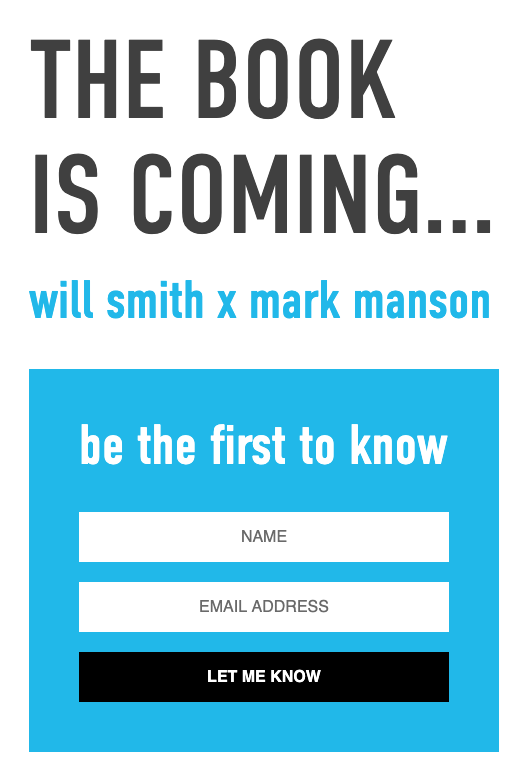 THE BOOK
IS COMING...
will smith x mark manson
be the first to know
NAME
EMAIL ADDRESS
LET ME KNOW